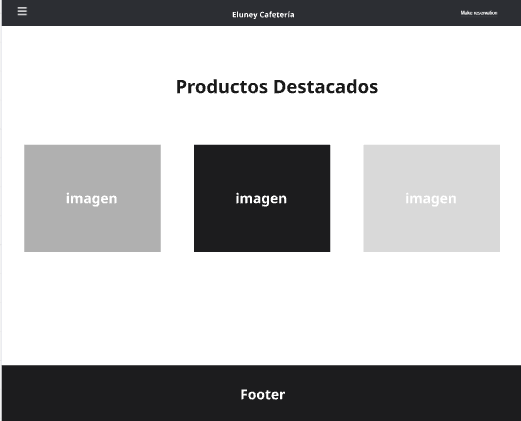 Eluney Cafetería
Make reservation
Productos Destacados
imagen
imagen
imagen
Footer